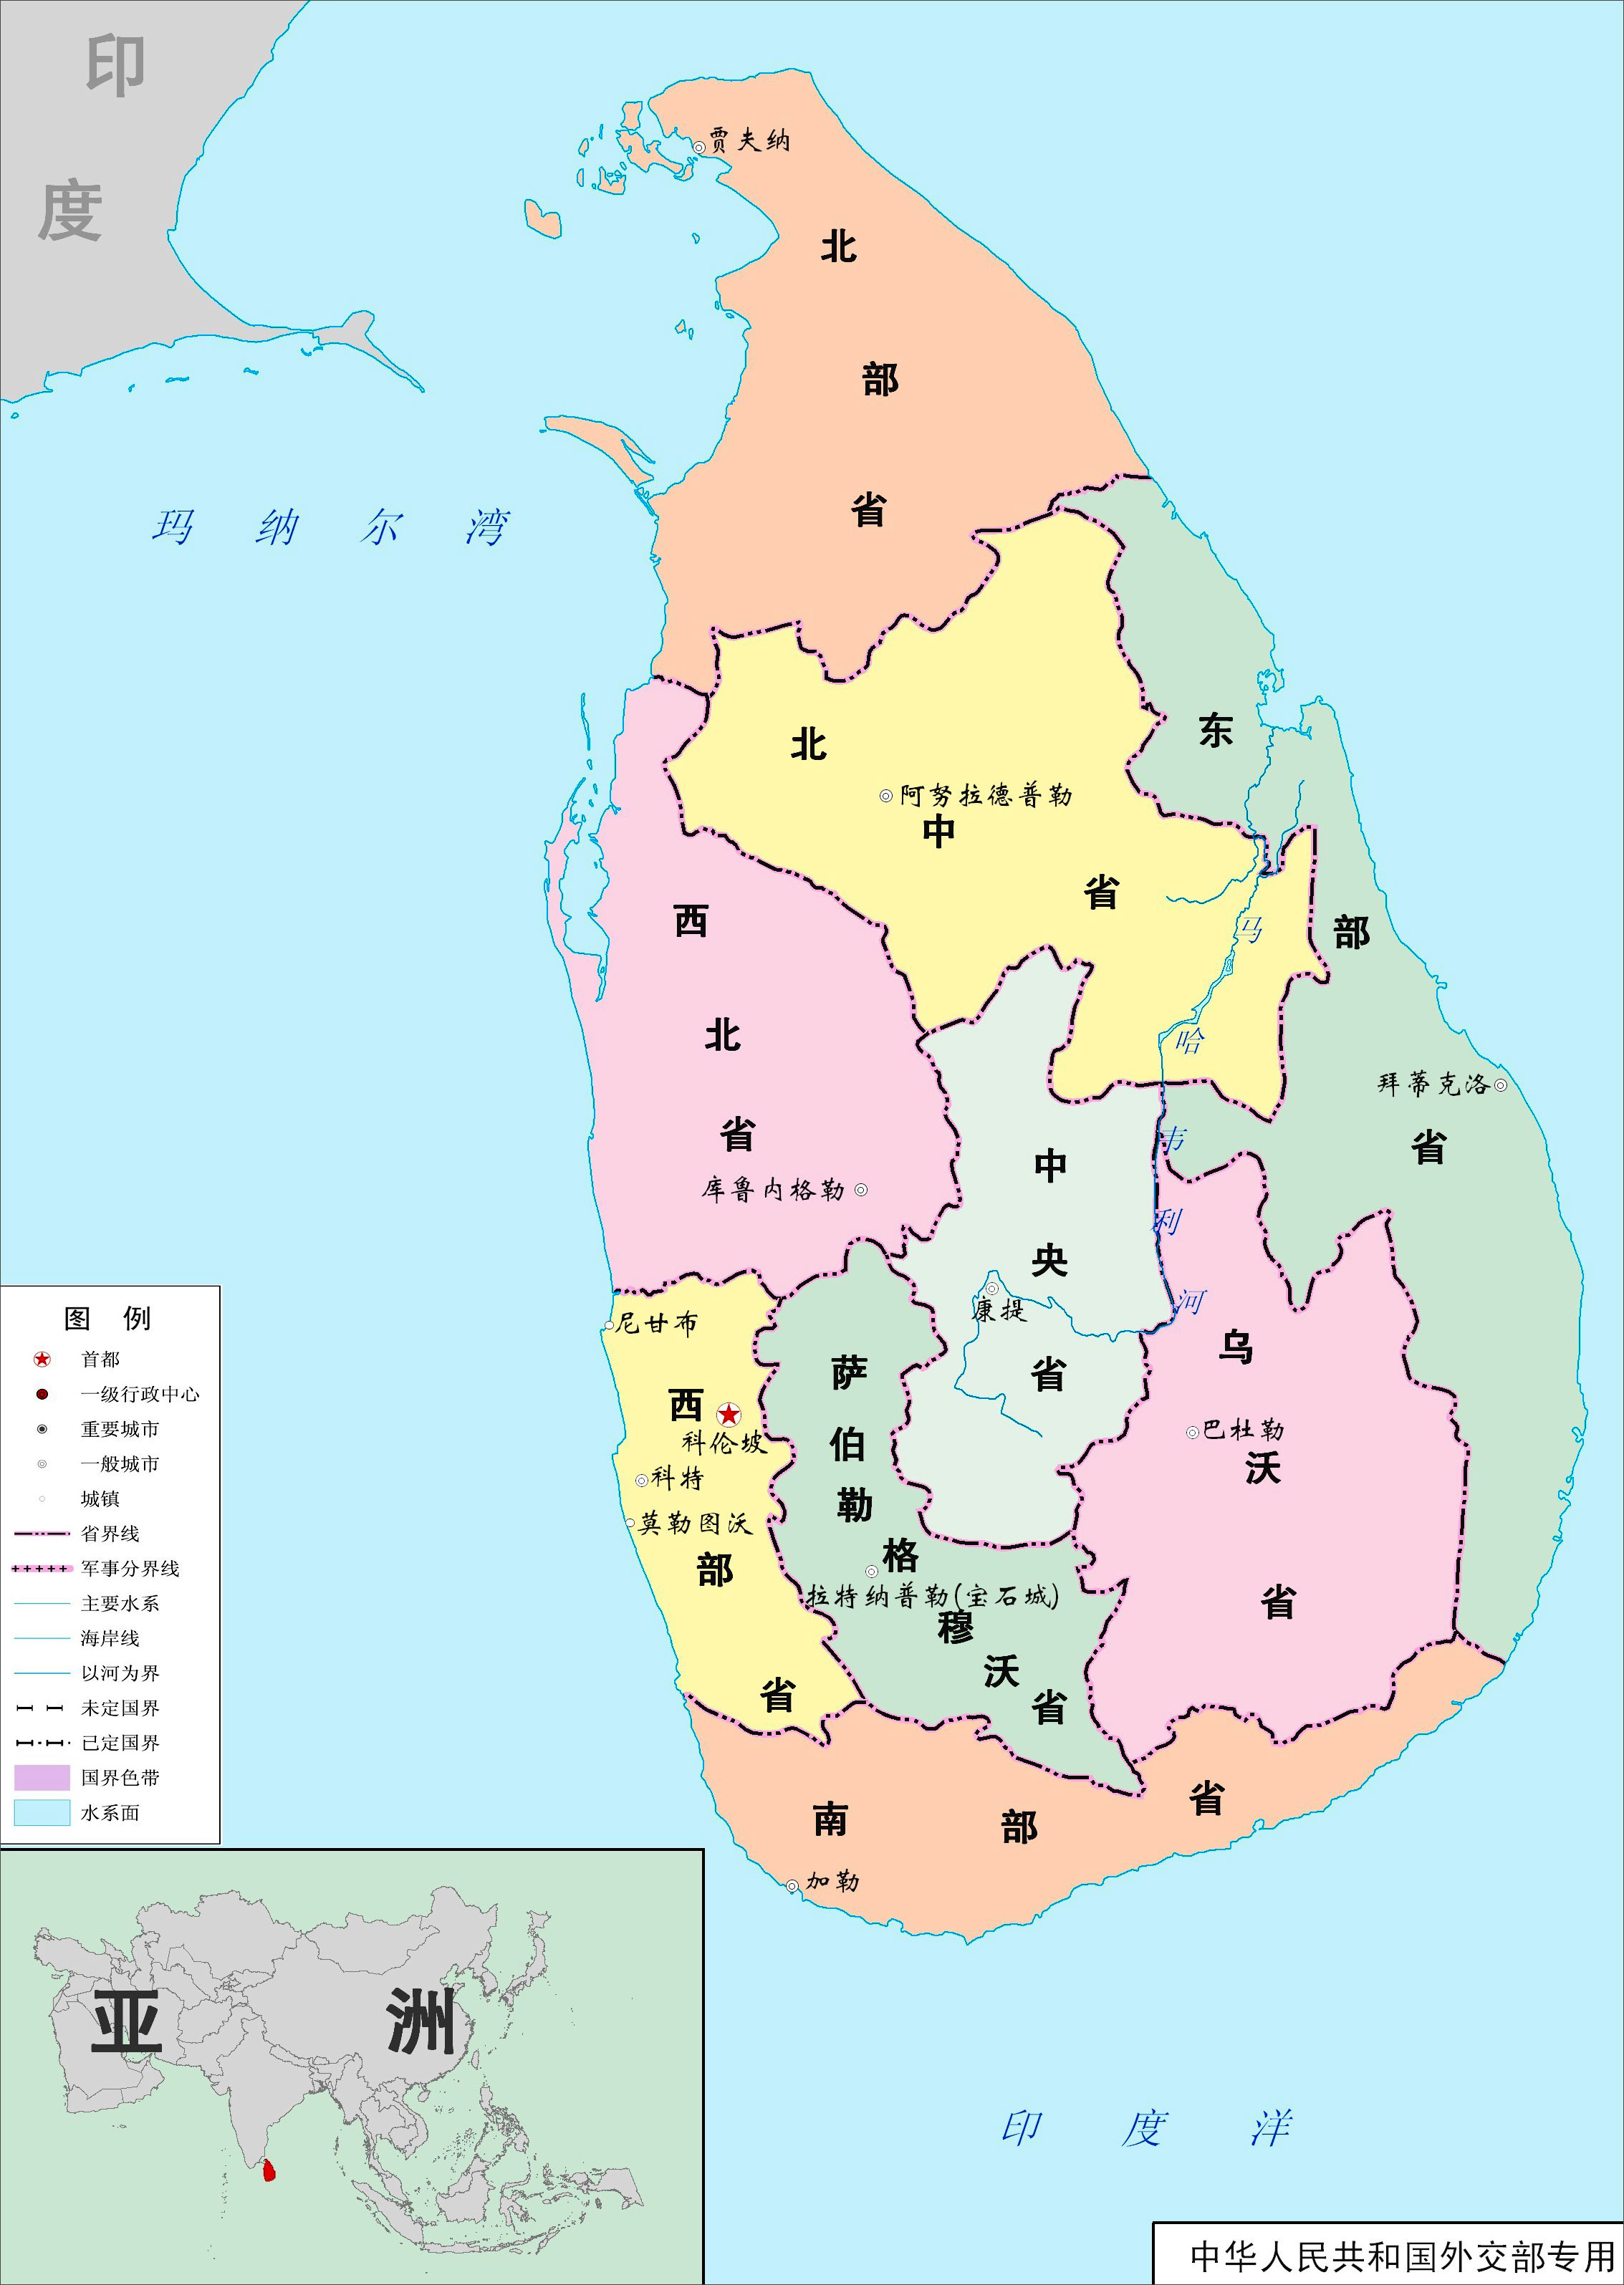 印
度
贾夫纳
北
部
省
玛纳尔湾
东
部
省
北
中
省
阿努拉德普勒
西
北
省
马
哈
韦
利
河
拜蒂克洛
库鲁内格勒
中
央
省
康提
尼甘布
西
部
省
科伦坡
科特
莫勒图沃
萨
伯
勒
格
穆
沃
省
拉特纳普勒(宝石城)
乌
沃
省
巴杜勒
南
部
省
加勒
图 例
首都
一级行政中心
重要城市
一般城市
城镇
省界线
军事分界线
主要水系
海岸线
以河为界
未定国界
已定国界
国界色带
水系面
亚洲
印度洋
中华人民共和国外交部专用